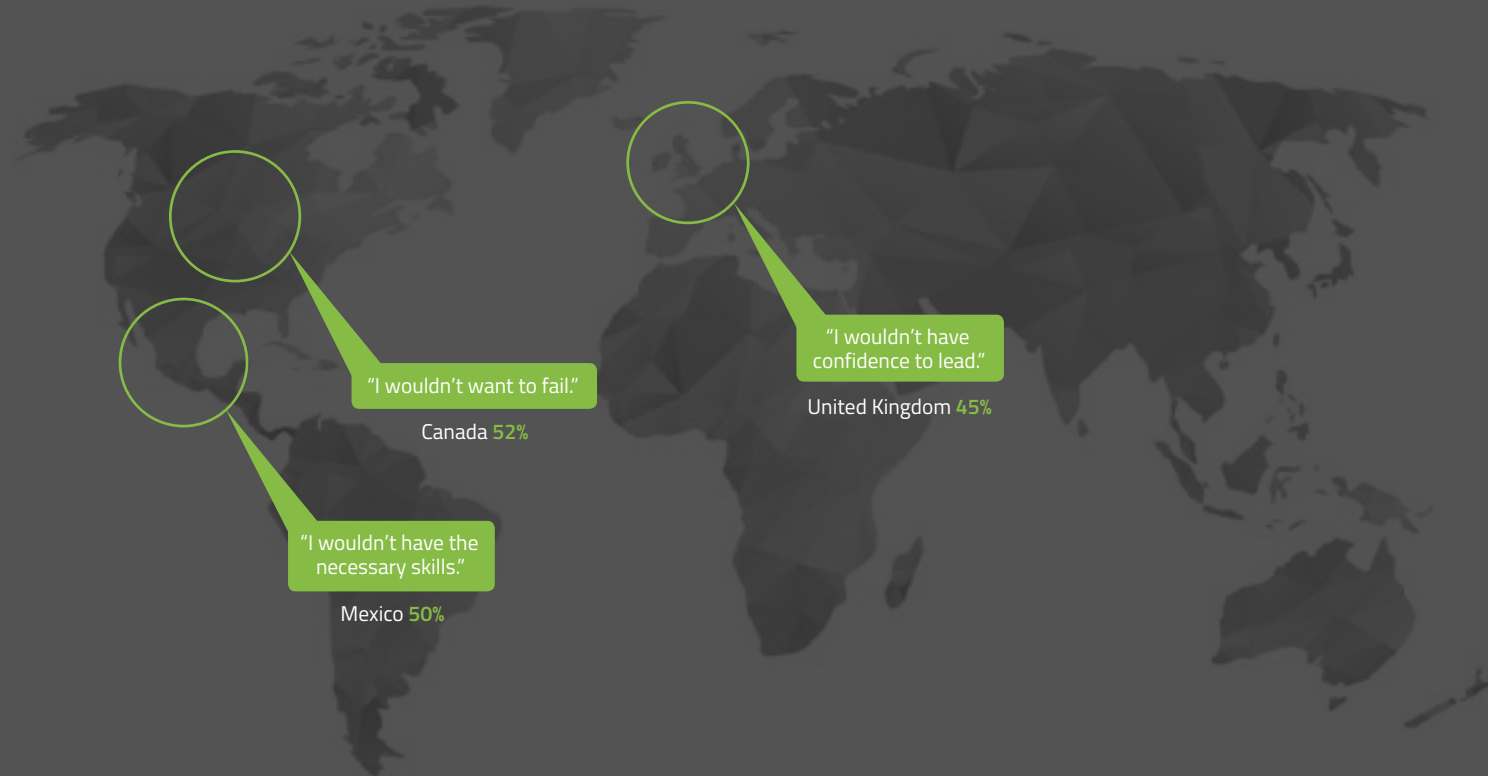 “I wouldn’t have
confidence to lead.”
United Kingdom 45%
“I wouldn’t want to fail.”
Canada 52%
“I wouldn’t have the
necessary skills.”
Mexico 50%